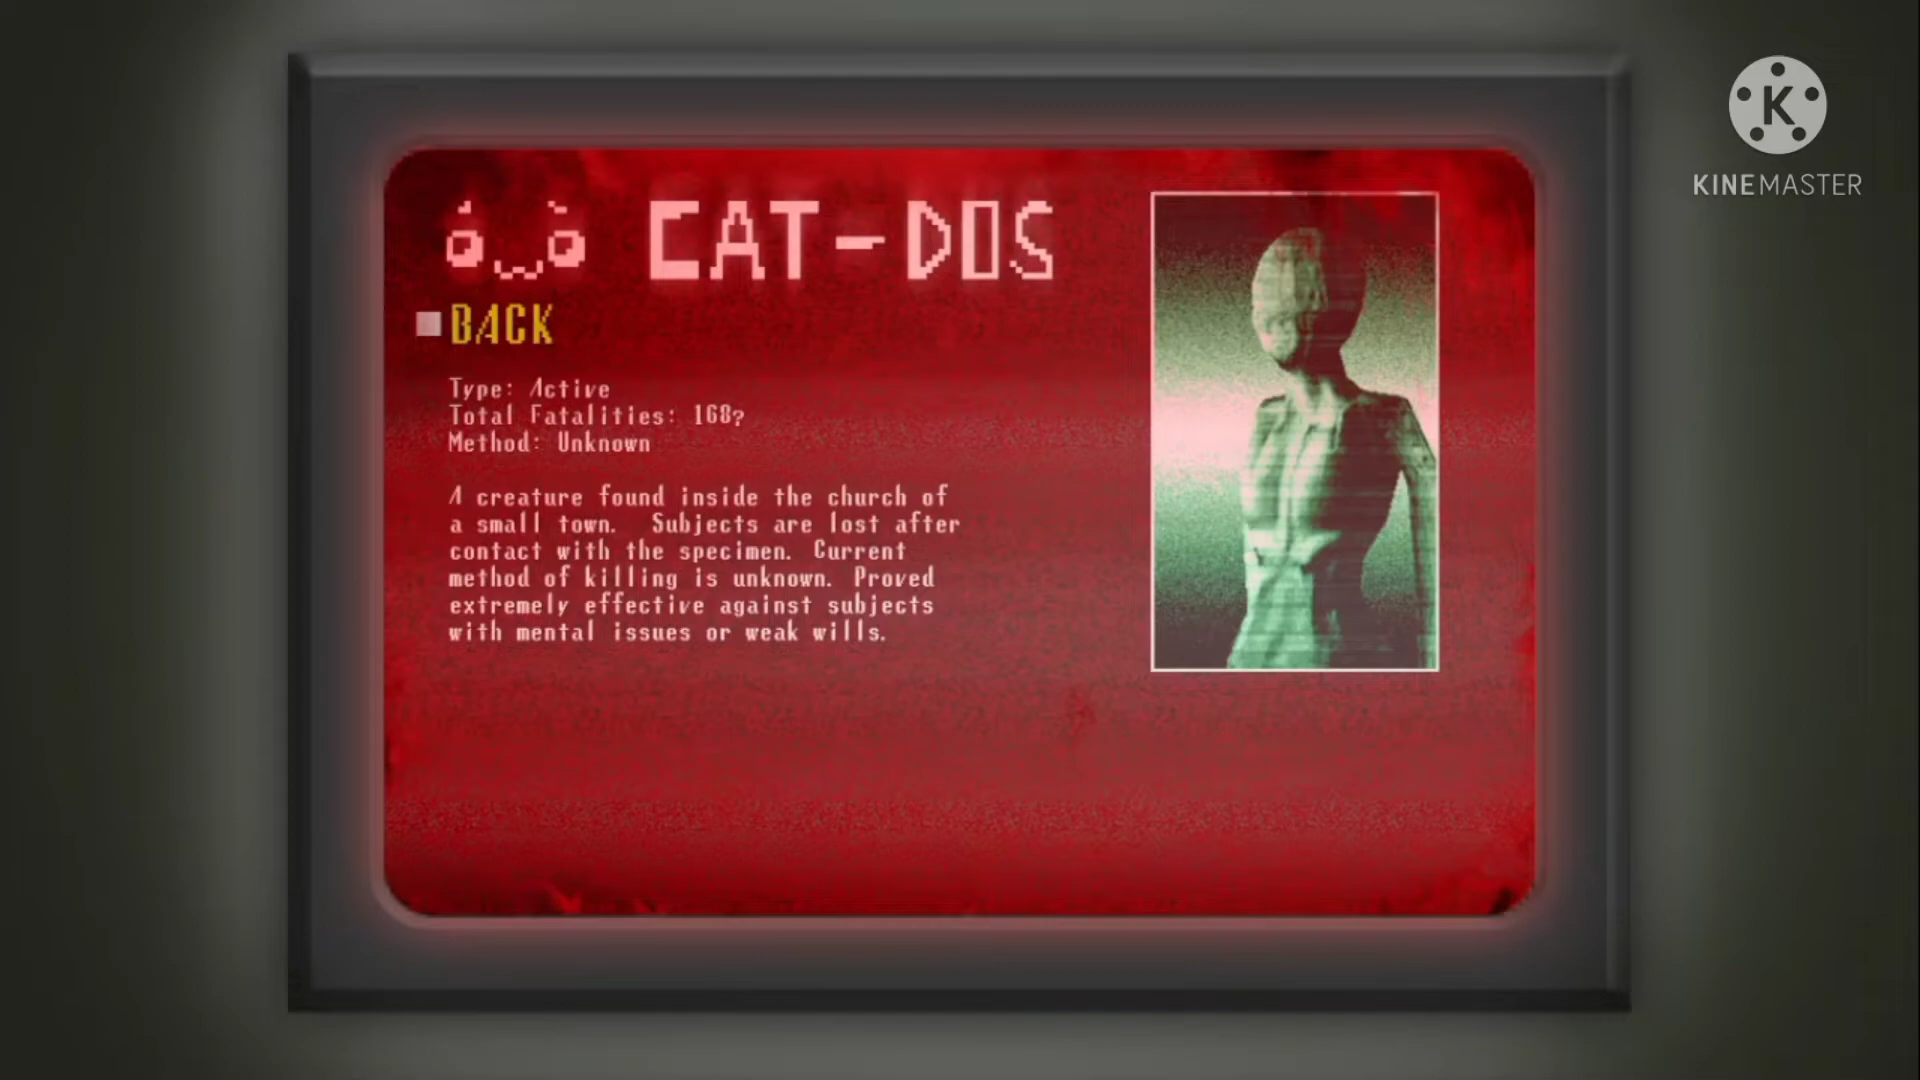 CAT-DOS
BACK
Type: Active
Total Fatalities: 168?
Method: Unknown
A creature found inside the church of
a small town. Subjects are lost after
contact with the specimen. Current
method of killing is unknown. Proved
extremely effective against subjects
with mental issues or weak wills.
K
KINEMASTER